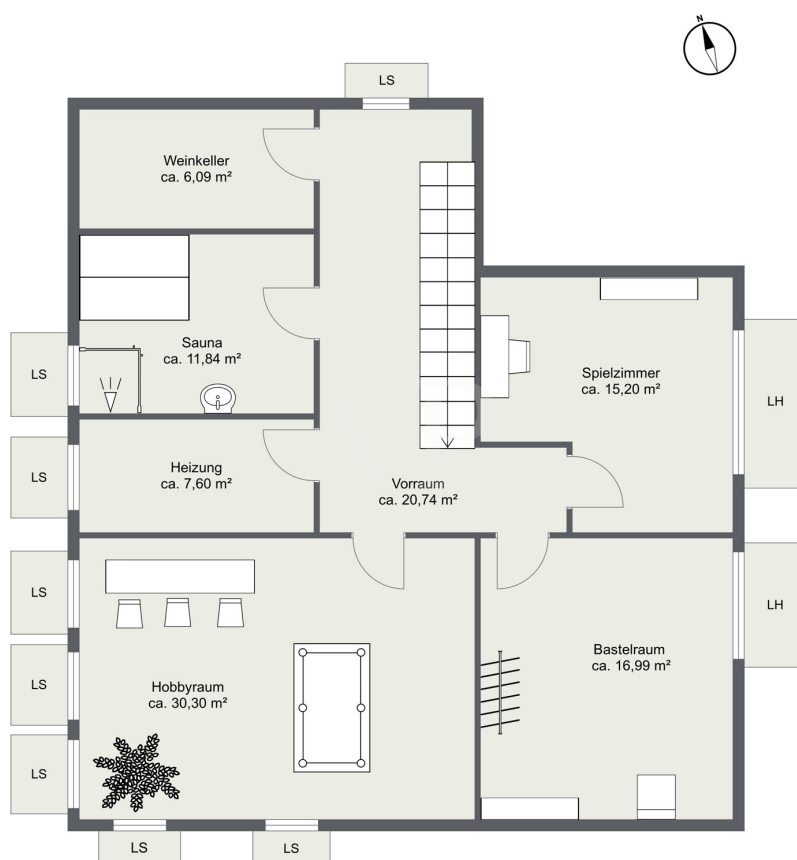 N
LS
Weinkeller
ca. 6,09 m²
Sauna
ca. 11,84 m²
LS
Spielzimmer
ca. 15,20 m²
LH
Heizung
ca. 7,60 m²
LS
Vorraum
ca. 20,74 m²
LS
LH
Bastelraum
ca. 16,99 m²
LS
Hobbyraum
ca. 30,30 m²
LS
LS
LS